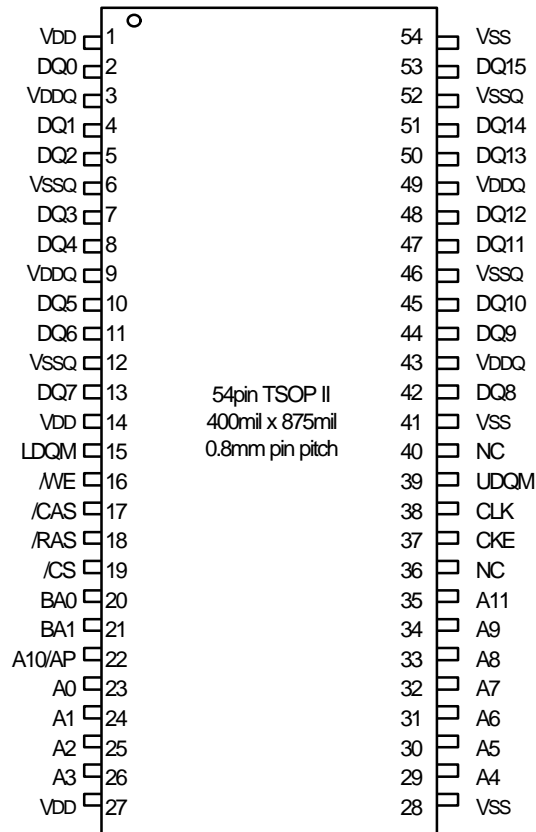 VDD 1 54 VSS
DQ0 2 53 DQ15
VDDQ 3 52 VSSQ
DQ1 4 51 DQ14
DQ2 5 50 DQ13
VSSQ 6 49 VDDQ
DQ3 7 48 DQ12
DQ4 8 47 DQ11
VDDQ 9 46 VSSQ
DQ5 10 45 DQ10
DQ6 11 44 DQ9
VSSQ 12 43 VDDQ
DQ7 13 54pin TSOP II 42 DQ8
VDD 14 400mil x 875mil 41 VSS
LDQM 15 0.8mm pin pitch 40 NC
/WE 16 39 UDQM
/CAS 17 38 CLK
/RAS 18 37 CKE
/CS 19 36 NC
BA0 20 35 A11
BA1 21 34 A9
A10/AP 22 33 A8
A0 23 32 A7
A1 24 31 A6
A2 25 30 A5
A3 26 29 A4
VDD 27 28 VSS